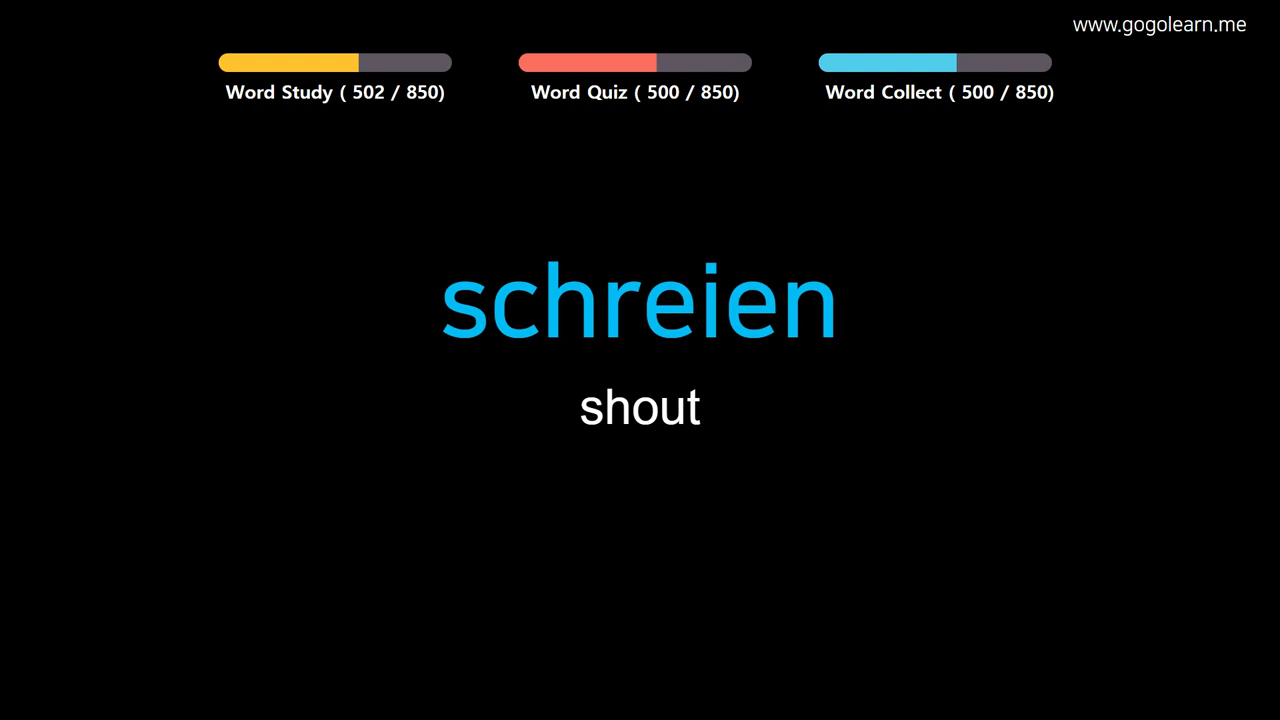 www.gogolearn.me
Word Study ( 502 / 850)
Word Quiz ( 500 / 850)
Word Collect ( 500 / 850)
schreien
shout